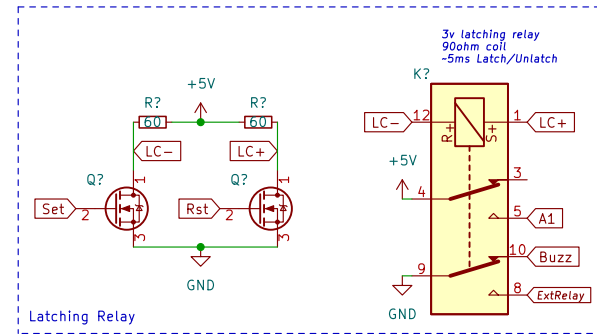 3v latching relay
90ohm coil
~5ms Latch/Unlatch
K?
+5V
R?
60
R?
60
LC-
LC+
Q?
1
Set
2
3
Q?
1
Rst
2
3
GND
LC-
12
R+
S+
1
LC+
+5V
4
3
5
A1
10
Buzz
9
8
ExtRelay
GND
Latching Relay